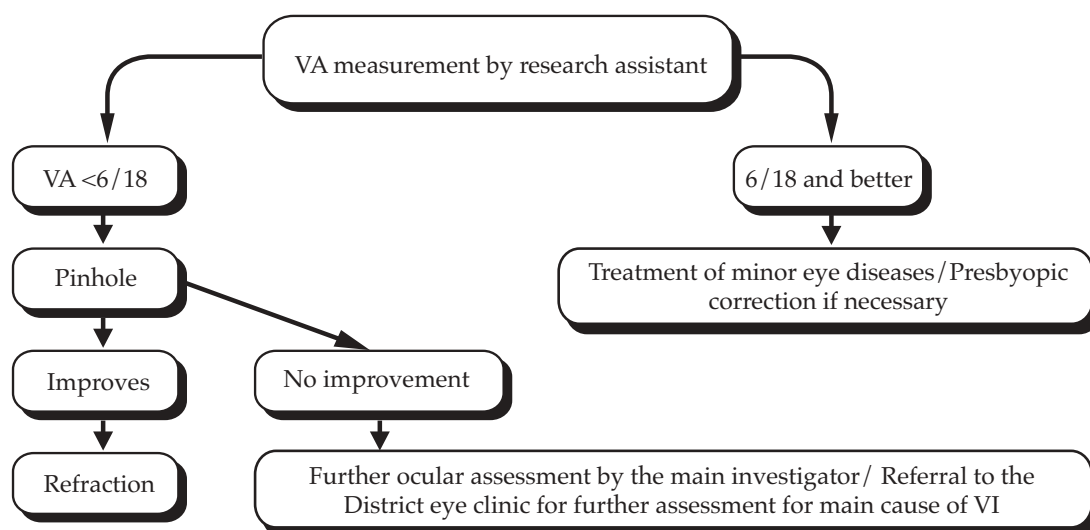 VA measurement by research assistant
VA <6/18
6/18 and better
Pinhole
Treatment of minor eye diseases/Presbyopic
correction if necessary
Improves
No improvement
Refraction
Further ocular assessment by the main investigator/ Referral to the
District eye clinic for further assessment for main cause of VI